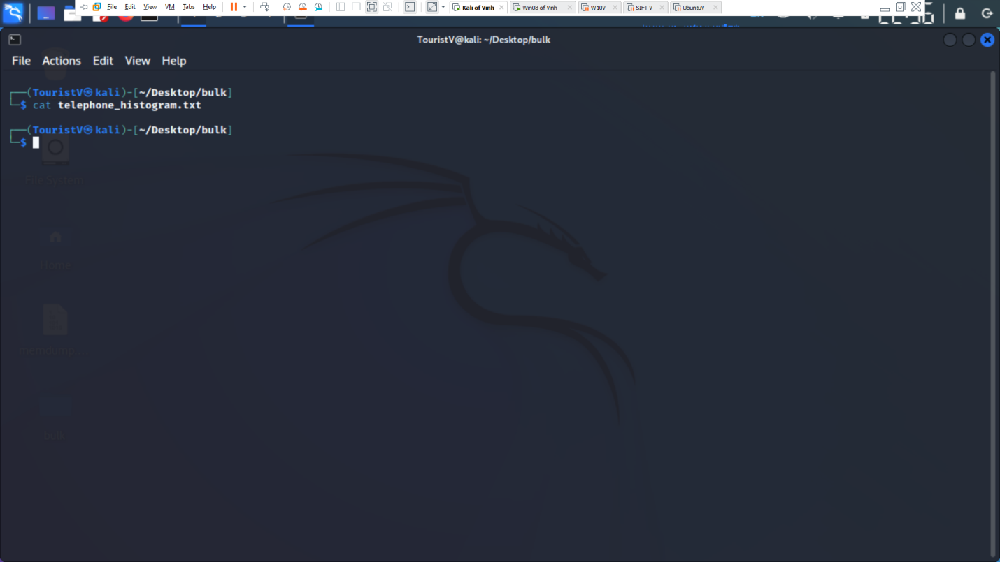 File Edit View VM Tabs Help Kali of Vinh Win08 of Vinh W10V SIFT V UbuntuV
TouristV@kali: ~/Desktop/bulk
File Actions Edit View Help
┌──(TouristV㉿kali)-[~/Desktop/bulk]
└─$ cat telephone_histogram.txt
┌──(TouristV㉿kali)-[~/Desktop/bulk]
└─$
File System
Home
memdump....
bulk